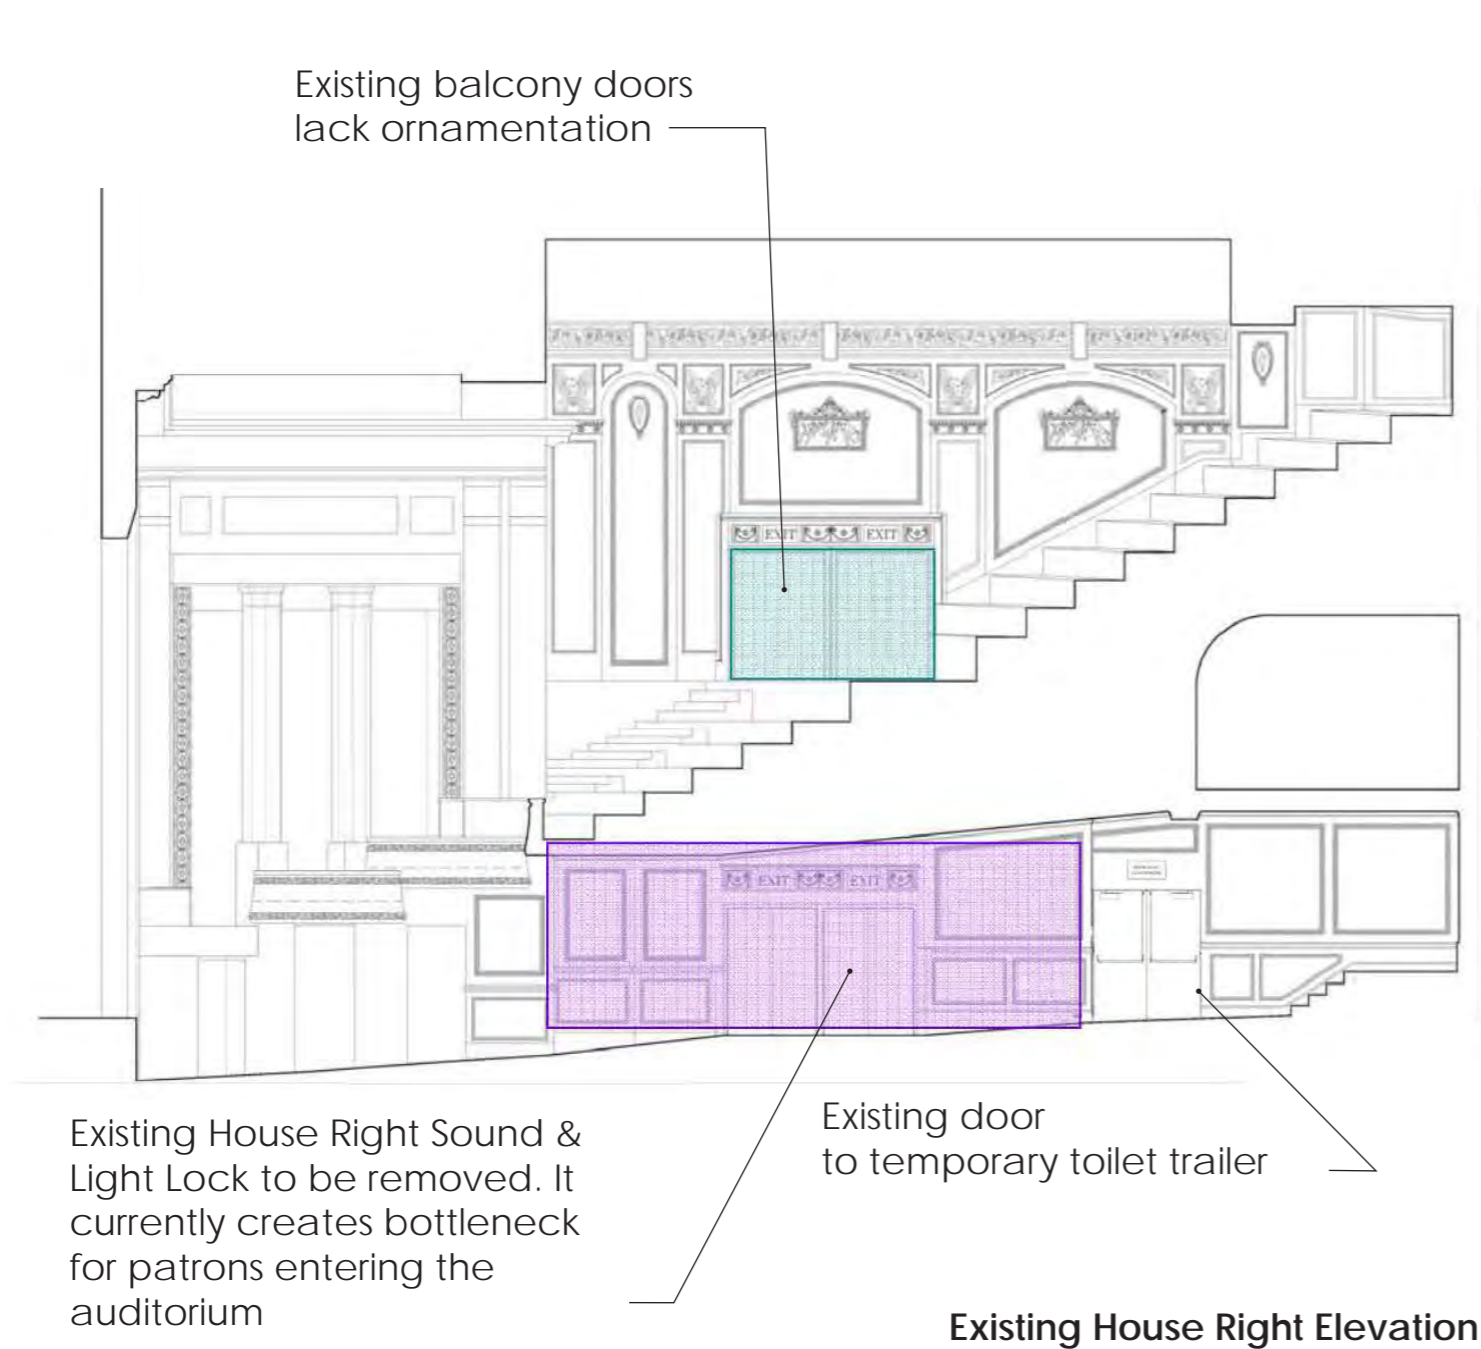 Existing balcony doors
lack ornamentation
EXIT EXIT
EXIT EXIT
Existing House Right Sound &
Light Lock to be removed. It
currently creates bottleneck
for patrons entering the
auditorium
Existing door
to temporary toilet trailer
Existing House Right Elevation